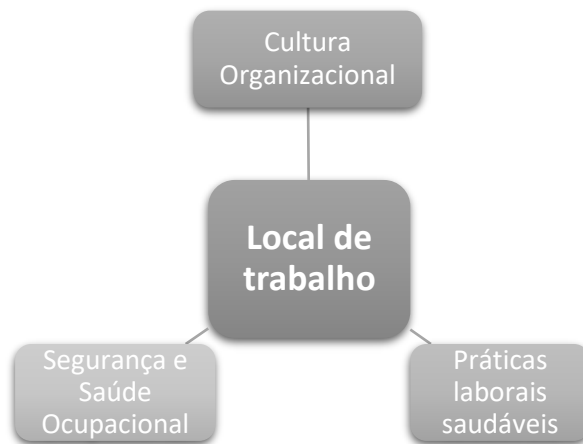 Cultura
Organizacional
Local de
trabalho
Segurança e
Saúde
Ocupacional
Práticas
laborais
saudáveis